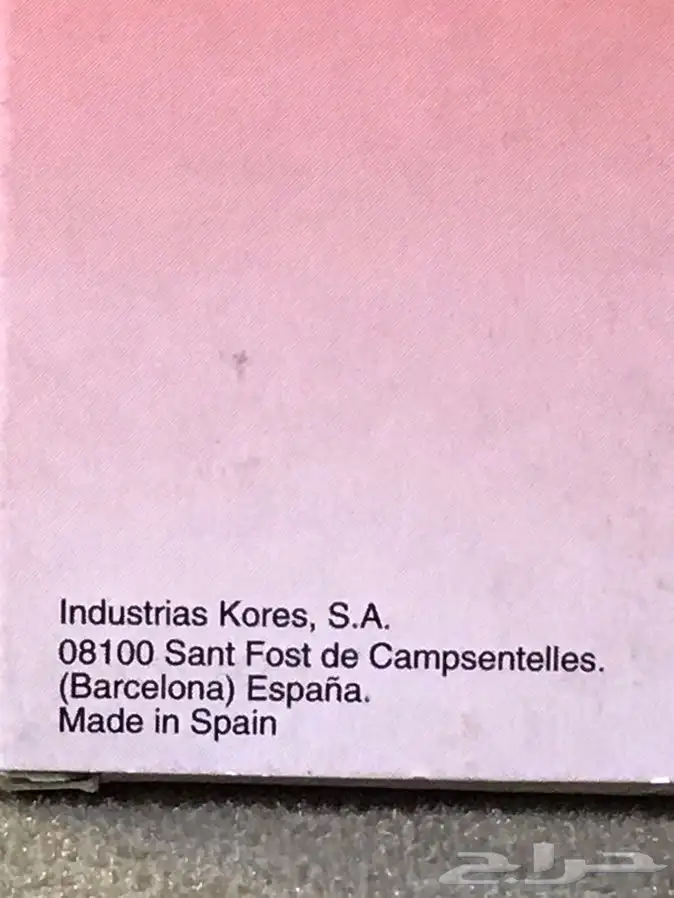 Industrias Kores, S.A.
08100 Sant Fost de Campsentelles.
(Barcelona) España.
Made in Spain
حراج